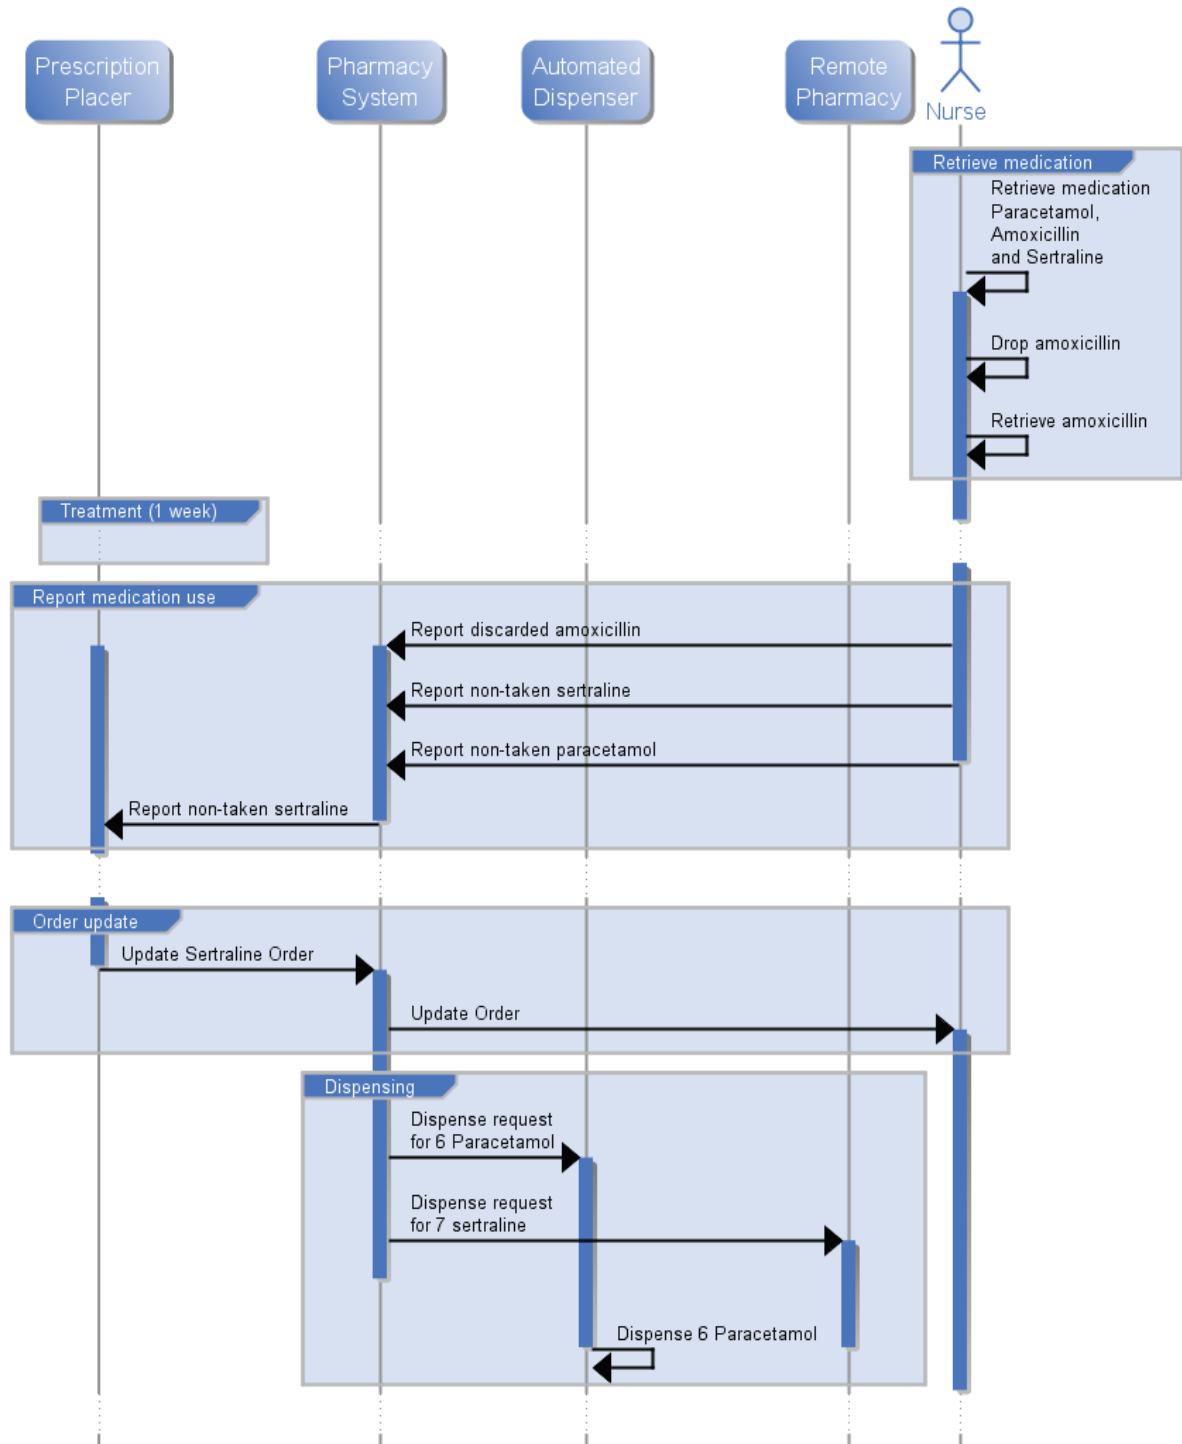 Prescription
Placer
Pharmacy
System
Automated
Dispenser
Remote
Pharmacy
Nurse
Retrieve medication
Retrieve medication
Paracetamol,
Amoxicillin
and Sertraline
Drop amoxicillin
Retrieve amoxicillin
Treatment (1 week)
Report medication use
Report discarded amoxicillin
Report non-taken sertraline
Report non-taken paracetamol
Report non-taken sertraline
Order update
Update Sertraline Order
Update Order
Dispensing
Dispense request
for 6 Paracetamol
Dispense request
for 7 sertraline
Dispense 6 Paracetamol